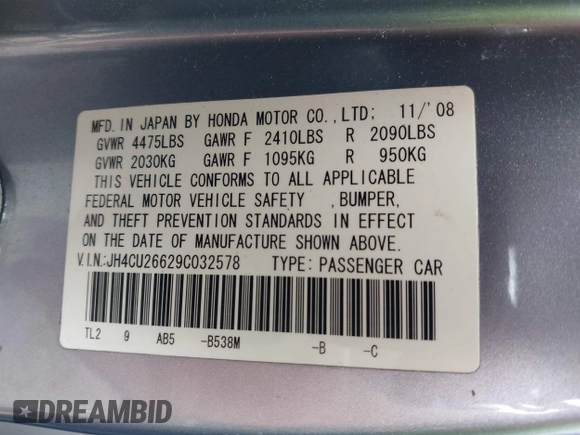 MFD. IN JAPAN BY HONDA MOTOR CO.,LTD; 11/'08
GVWR 4475LBS GAWR F 2410LBS R 2090LBS
GVWR 2030KG GAWR F 1095KG R 950KG
THIS VEHICLE CONFORMS TO ALL APPLICABLE
FEDERAL MOTOR VEHICLE SAFETY ,BUMPER,
AND THEFT PREVENTION STANDARDS IN EFFECT
ON THE DATE OF MANUFACTURE SHOWN ABOVE.
V.I.N.:JH4CU26629C032578 TYPE: PASSENGER CAR
TL2 9 AB5 -B538M -B -C
DREAMBID